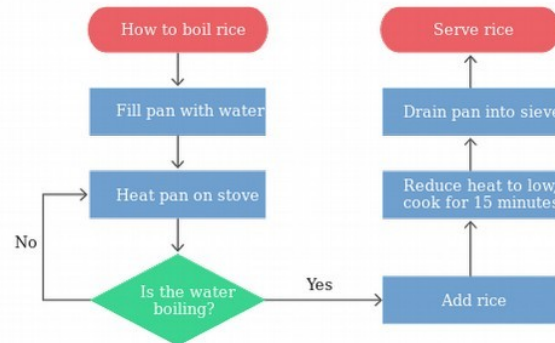 How to boil rice
Fill pan with water
Heat pan on stove
No
Is the water
boiling?
Yes
Add rice
Reduce heat to low,
cook for 15 minutes
Drain pan into sieve
Serve rice